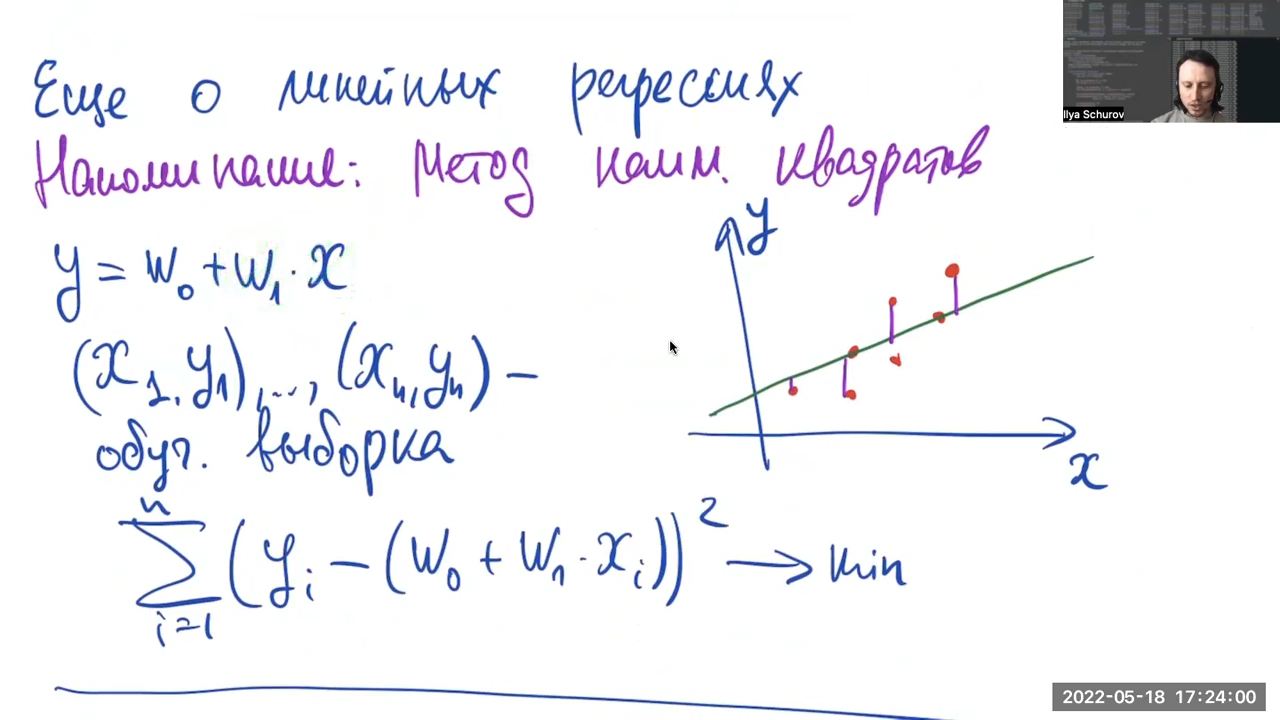 Еще о линейных регрессиях
Напоминание: Метод наим. квадратов
y = w₀ + w₁ · x
(x₁, y₁), ..., (xₙ, yₙ) –
обуч. выборка
n
∑ (yᵢ – (w₀ + w₁ · xᵢ))² → min
i=1
y
x
Ilya Schurov
2022-05-18 17:24:00